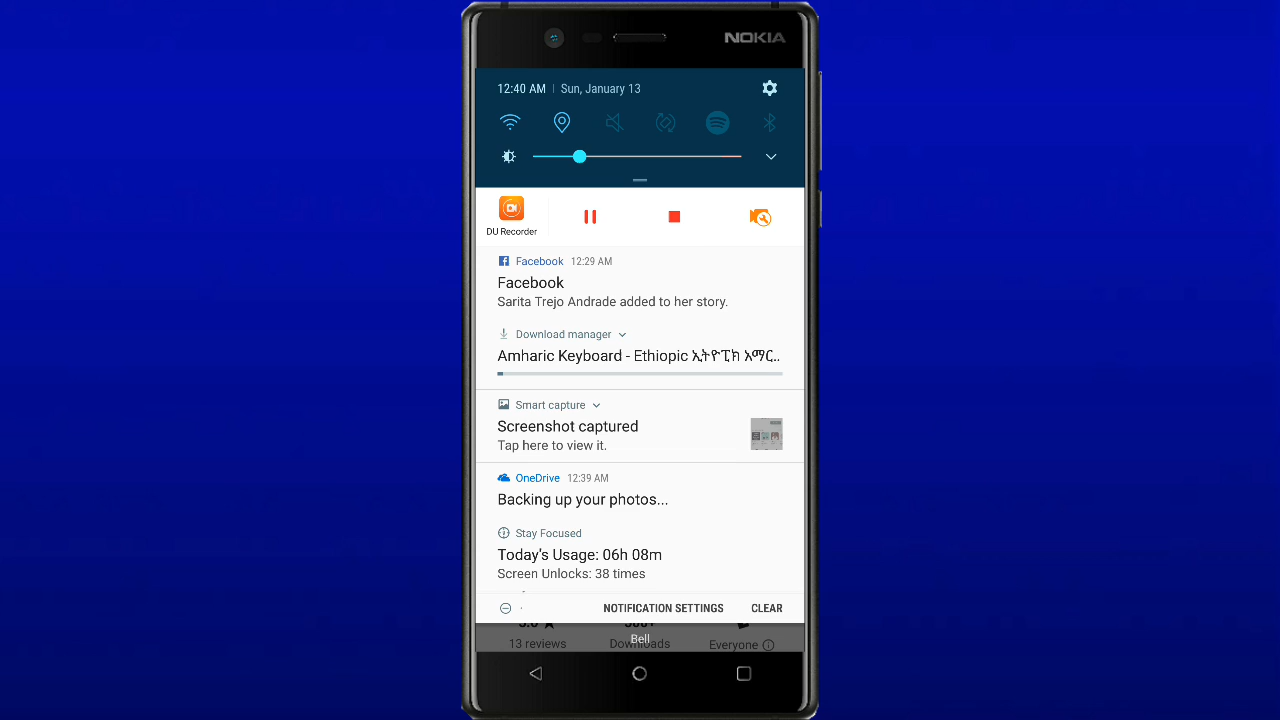 NOKIA
12:40 AM | Sun, January 13
DU Recorder
Facebook 12:29 AM
Facebook
Sarita Trejo Andrade added to her story.
Download manager
Amharic Keyboard - Ethiopic ኢትዮፒክ አማር..
Smart capture
Screenshot captured
Tap here to view it.
OneDrive 12:39 AM
Backing up your photos...
Stay Focused
Today's Usage: 06h 08m
Screen Unlocks: 38 times
NOTIFICATION SETTINGS CLEAR
Bell
13 reviews Downloads Everyone